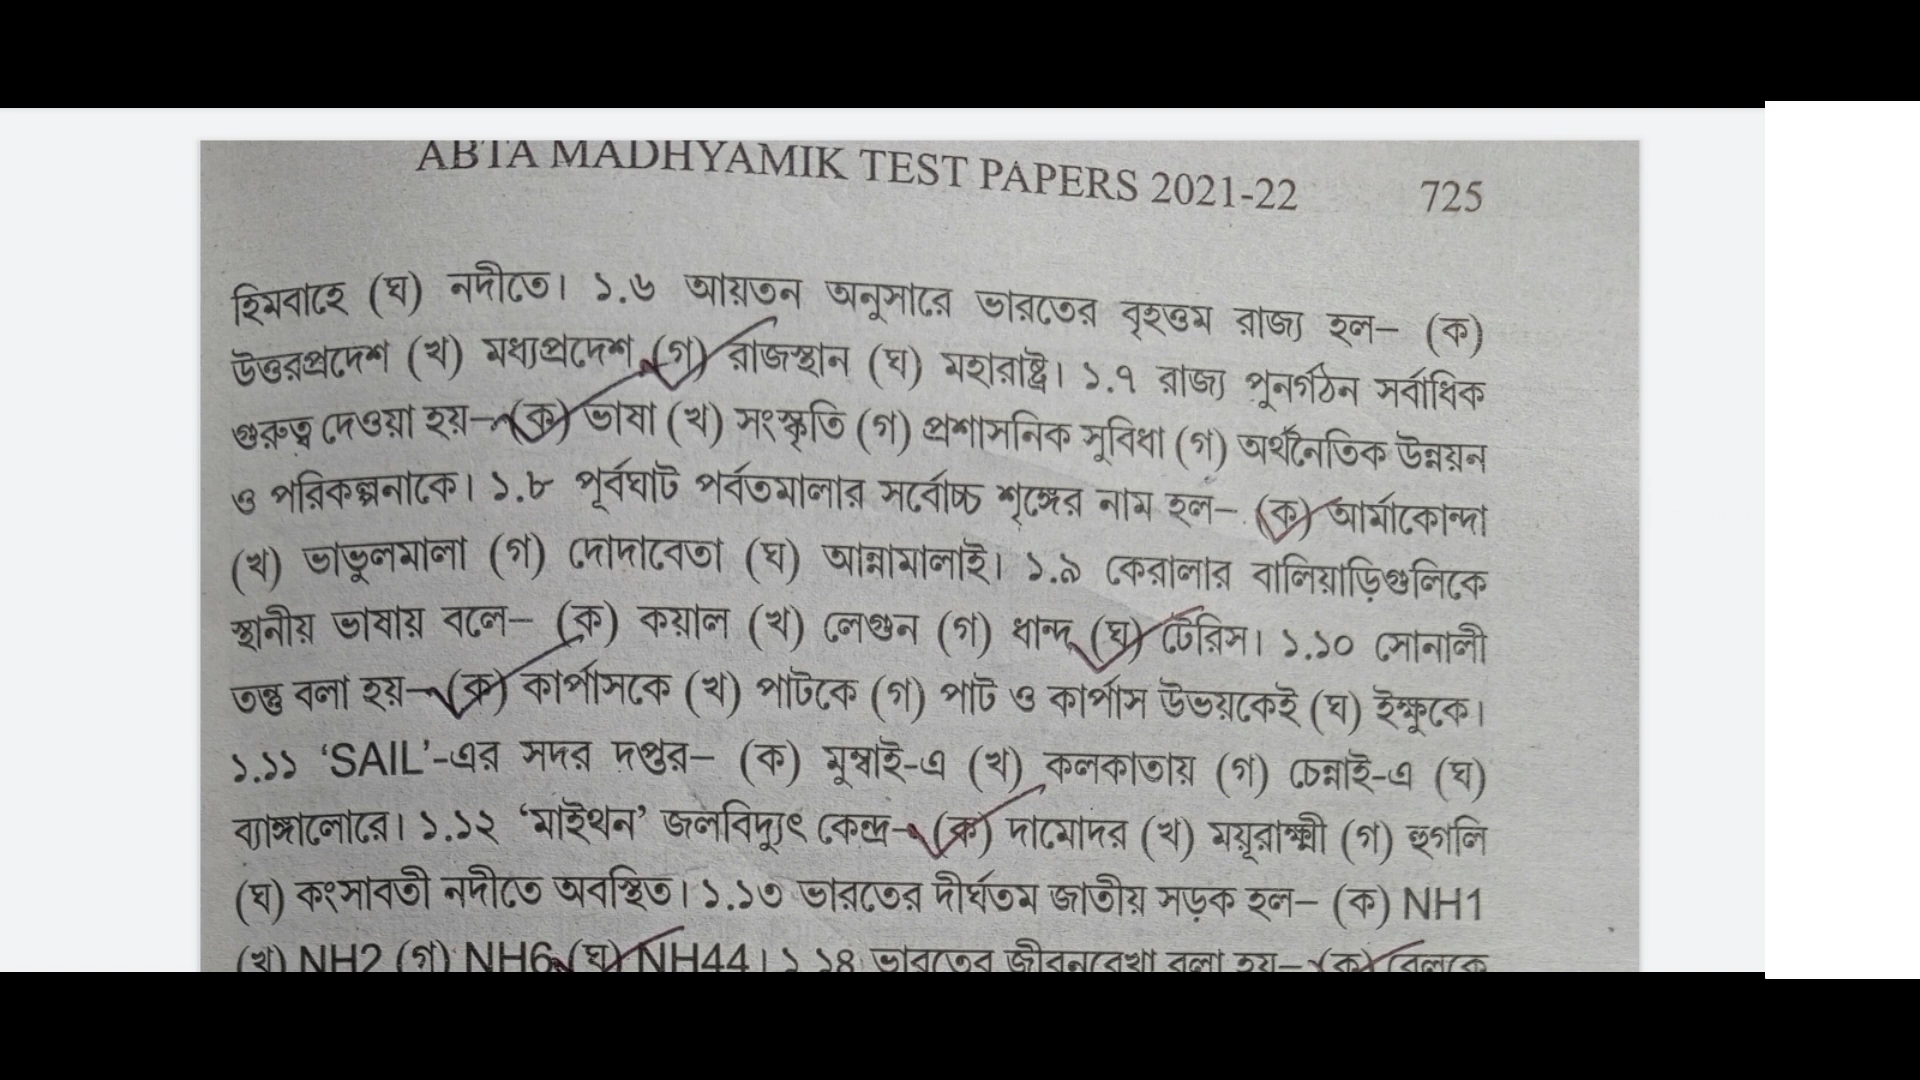 ABTA MADHYAMIK TEST PAPERS 2021-22 725
হিমবাহে (ঘ) নদীতে। ১.৬ আয়তন অনুসারে ভারতের বৃহত্তম রাজ্য হল– (ক)
উত্তরপ্রদেশ (খ) মধ্যপ্রদেশ (গ) রাজস্থান (ঘ) মহারাষ্ট্র। ১.৭ রাজ্য পুনর্গঠন সর্বাধিক
গুরুত্ব দেওয়া হয়– (ক) ভাষা (খ) সংস্কৃতি (গ) প্রশাসনিক সুবিধা (গ) অর্থনৈতিক উন্নয়ন
ও পরিকল্পনাকে। ১.৮ পূর্বঘাট পর্বতমালার সর্বোচ্চ শৃঙ্গের নাম হল– (ক) আর্মাকোন্দা
(খ) ভাভুলমালা (গ) দোদাবেতা (ঘ) আন্নামালাই। ১.৯ কেরালার বালিয়াড়িগুলিকে
স্থানীয় ভাষায় বলে– (ক) কয়াল (খ) লেগুন (গ) ধান্দ (ঘ) টেরিস। ১.১০ সোনালী
তন্তু বলা হয়– (ক) কার্পাসকে (খ) পাটকে (গ) পাট ও কার্পাস উভয়কেই (ঘ) ইক্ষুকে।
১.১১ ‘SAIL’-এর সদর দপ্তর– (ক) মুম্বাই-এ (খ) কলকাতায় (গ) চেন্নাই-এ (ঘ)
ব্যাঙ্গালোরে। ১.১২ ‘মাইথন’ জলবিদ্যুৎ কেন্দ্র– (ক) দামোদর (খ) ময়ূরাক্ষ্মী (গ) হুগলি
(ঘ) কংসাবতী নদীতে অবস্থিত। ১.১৩ ভারতের দীর্ঘতম জাতীয় সড়ক হল– (ক) NH1
(খ) NH2 (গ) NH6 (ঘ) NH44। ১.১৪ ভারতের জীবনরেখা বলা হয়– (ক) রেলকে